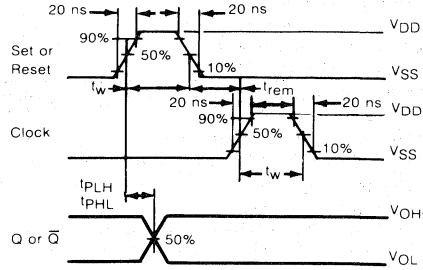 20 ns 20 ns
VDD
90%
Set or
Reset
50%
10%
VSS
tw trem
20 ns 20 ns
VDD
90%
Clock
50%
10%
VSS
tw
tPLH
tPHL
VOH
Q or Q̅
50%
VOL